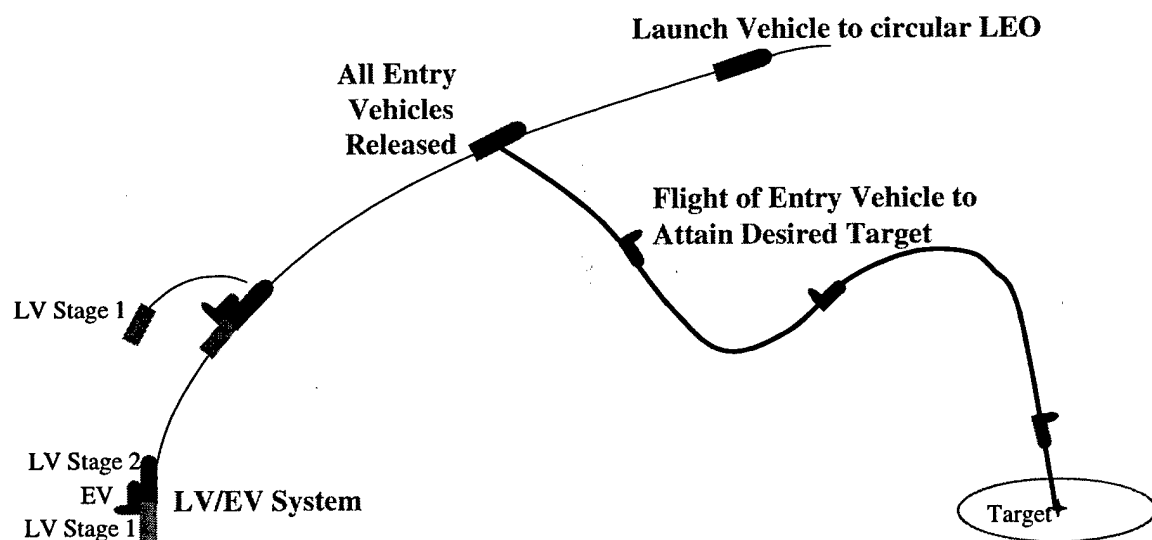 Launch Vehicle to circular LEO
All Entry
Vehicles
Released
Flight of Entry Vehicle to
Attain Desired Target
LV Stage 1
LV Stage 2
EV
LV/EV System
LV Stage 1
Target